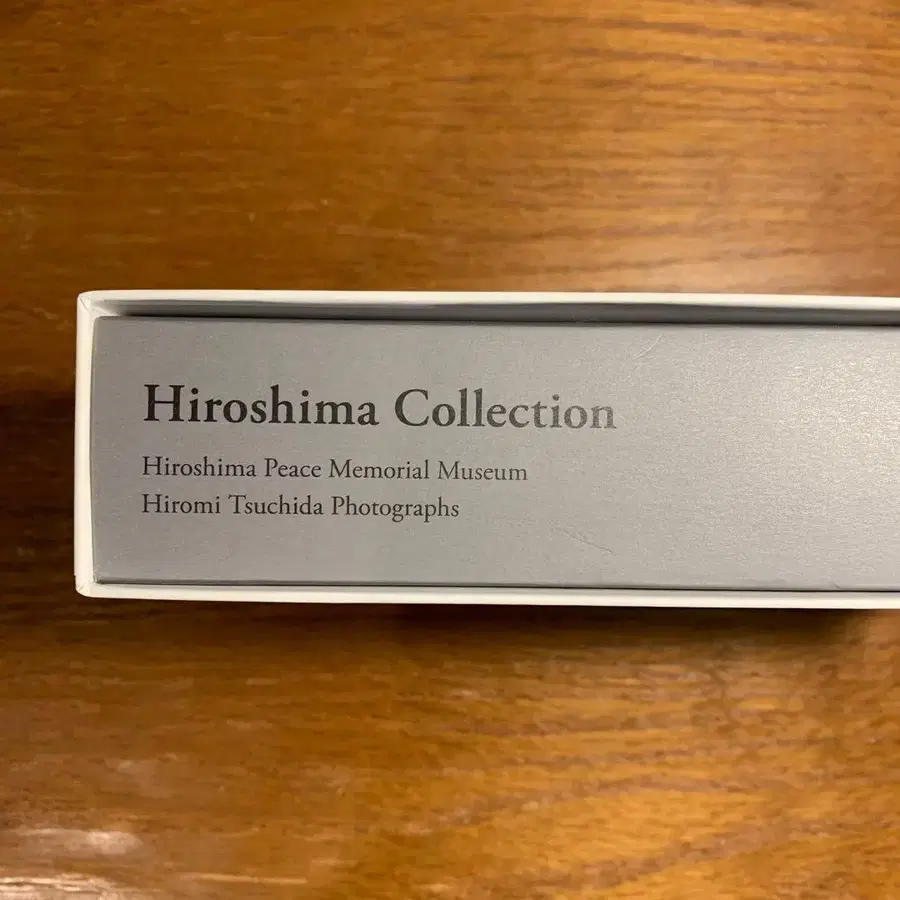 Hiroshima Collection
Hiroshima Peace Memorial Museum
Hiromi Tsuchida Photographs